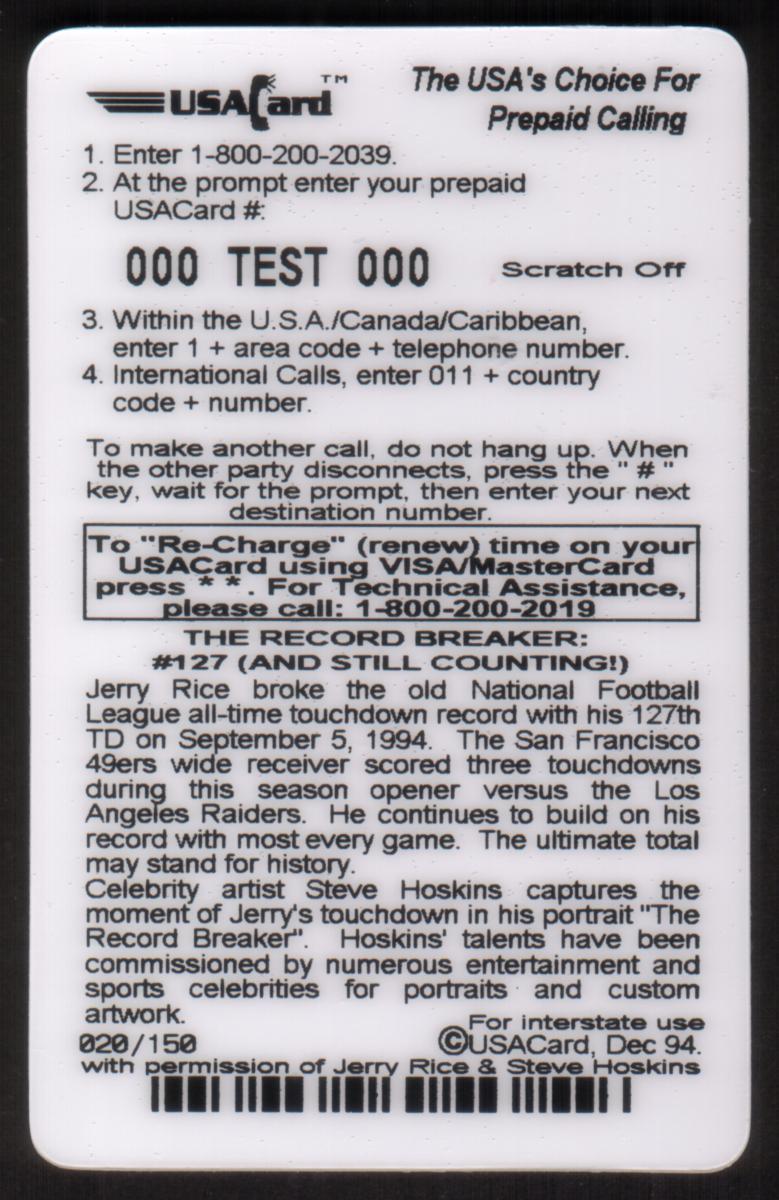 USACard™
The USA's Choice For
Prepaid Calling
1. Enter 1-800-200-2039.
2. At the prompt enter your prepaid
USACard #:
000 TEST 000
Scratch Off
3. Within the U.S.A./Canada/Caribbean,
enter 1 + area code + telephone number.
4. International Calls, enter 011 + country
code + number.
To make another call, do not hang up. When
the other party disconnects, press the " # "
key, wait for the prompt, then enter your next
destination number.
To "Re-Charge" (renew) time on your
USACard using VISA/MasterCard
press * * . For Technical Assistance,
please call: 1-800-200-2019
THE RECORD BREAKER:
#127 (AND STILL COUNTING!)
Jerry Rice broke the old National Football
League all-time touchdown record with his 127th
TD on September 5, 1994. The San Francisco
49ers wide receiver scored three touchdowns
during this season opener versus the Los
Angeles Raiders. He continues to build on his
record with most every game. The ultimate total
may stand for history.
Celebrity artist Steve Hoskins captures the
moment of Jerry's touchdown in his portrait "The
Record Breaker". Hoskins' talents have been
commissioned by numerous entertainment and
sports celebrities for portraits and custom
artwork.
For interstate use
020/150
©USACard, Dec 94.
with permission of Jerry Rice & Steve Hoskins